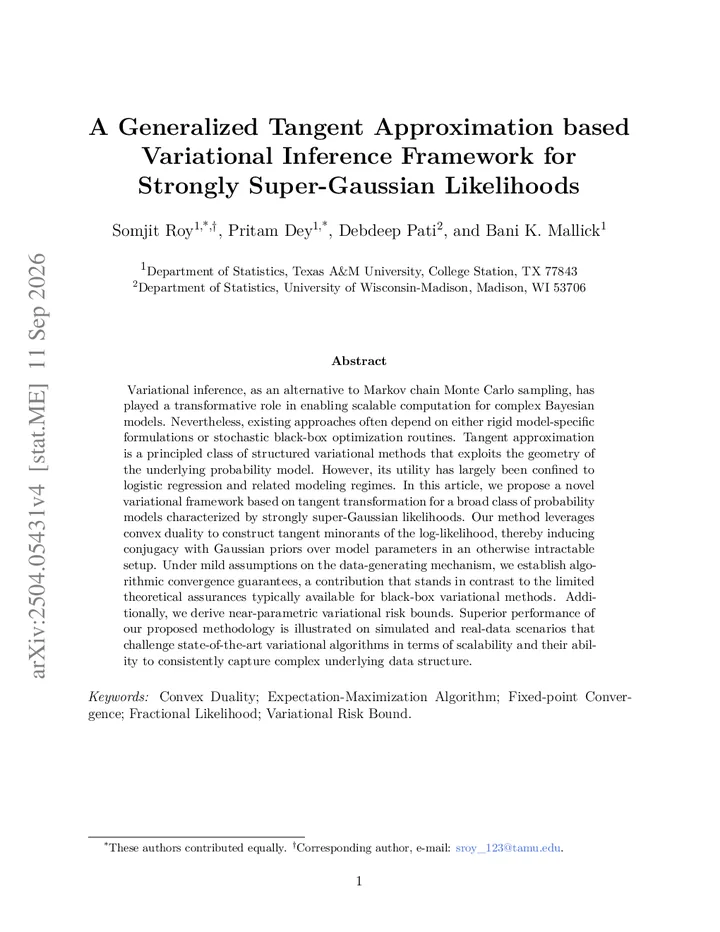 A Generalized Tangent Approximation based
Variational Inference Framework for
Strongly Super-Gaussian Likelihoods
Somjit Roy1,*,†, Pritam Dey1,*, Debdeep Pati2, and Bani K. Mallick1
1Department of Statistics, Texas A&M University, College Station, TX 77843
2Department of Statistics, University of Wisconsin-Madison, Madison, WI 53706
arXiv:2504.05431v4 [stat.ME] 11 Sep 2026
Abstract
Variational inference, as an alternative to Markov chain Monte Carlo sampling, has
played a transformative role in enabling scalable computation for complex Bayesian
models. Nevertheless, existing approaches often depend on either rigid model-specific
formulations or stochastic black-box optimization routines. Tangent approximation
is a principled class of structured variational methods that exploits the geometry of
the underlying probability model. However, its utility has largely been confined to
logistic regression and related modeling regimes. In this article, we propose a novel
variational framework based on tangent transformation for a broad class of probability
models characterized by strongly super-Gaussian likelihoods. Our method leverages
convex duality to construct tangent minorants of the log-likelihood, thereby inducing
conjugacy with Gaussian priors over model parameters in an otherwise intractable
setup. Under mild assumptions on the data-generating mechanism, we establish algo-
rithmic convergence guarantees, a contribution that stands in contrast to the limited
theoretical assurances typically available for black-box variational methods. Addi-
tionally, we derive near-parametric variational risk bounds. Superior performance of
our proposed methodology is illustrated on simulated and real-data scenarios that
challenge state-of-the-art variational algorithms in terms of scalability and their abil-
ity to consistently capture complex underlying data structure.
Keywords: Convex Duality; Expectation-Maximization Algorithm; Fixed-point Conver-
gence; Fractional Likelihood; Variational Risk Bound.
*These authors contributed equally. †Corresponding author, e-mail: sroy_123@tamu.edu.
1